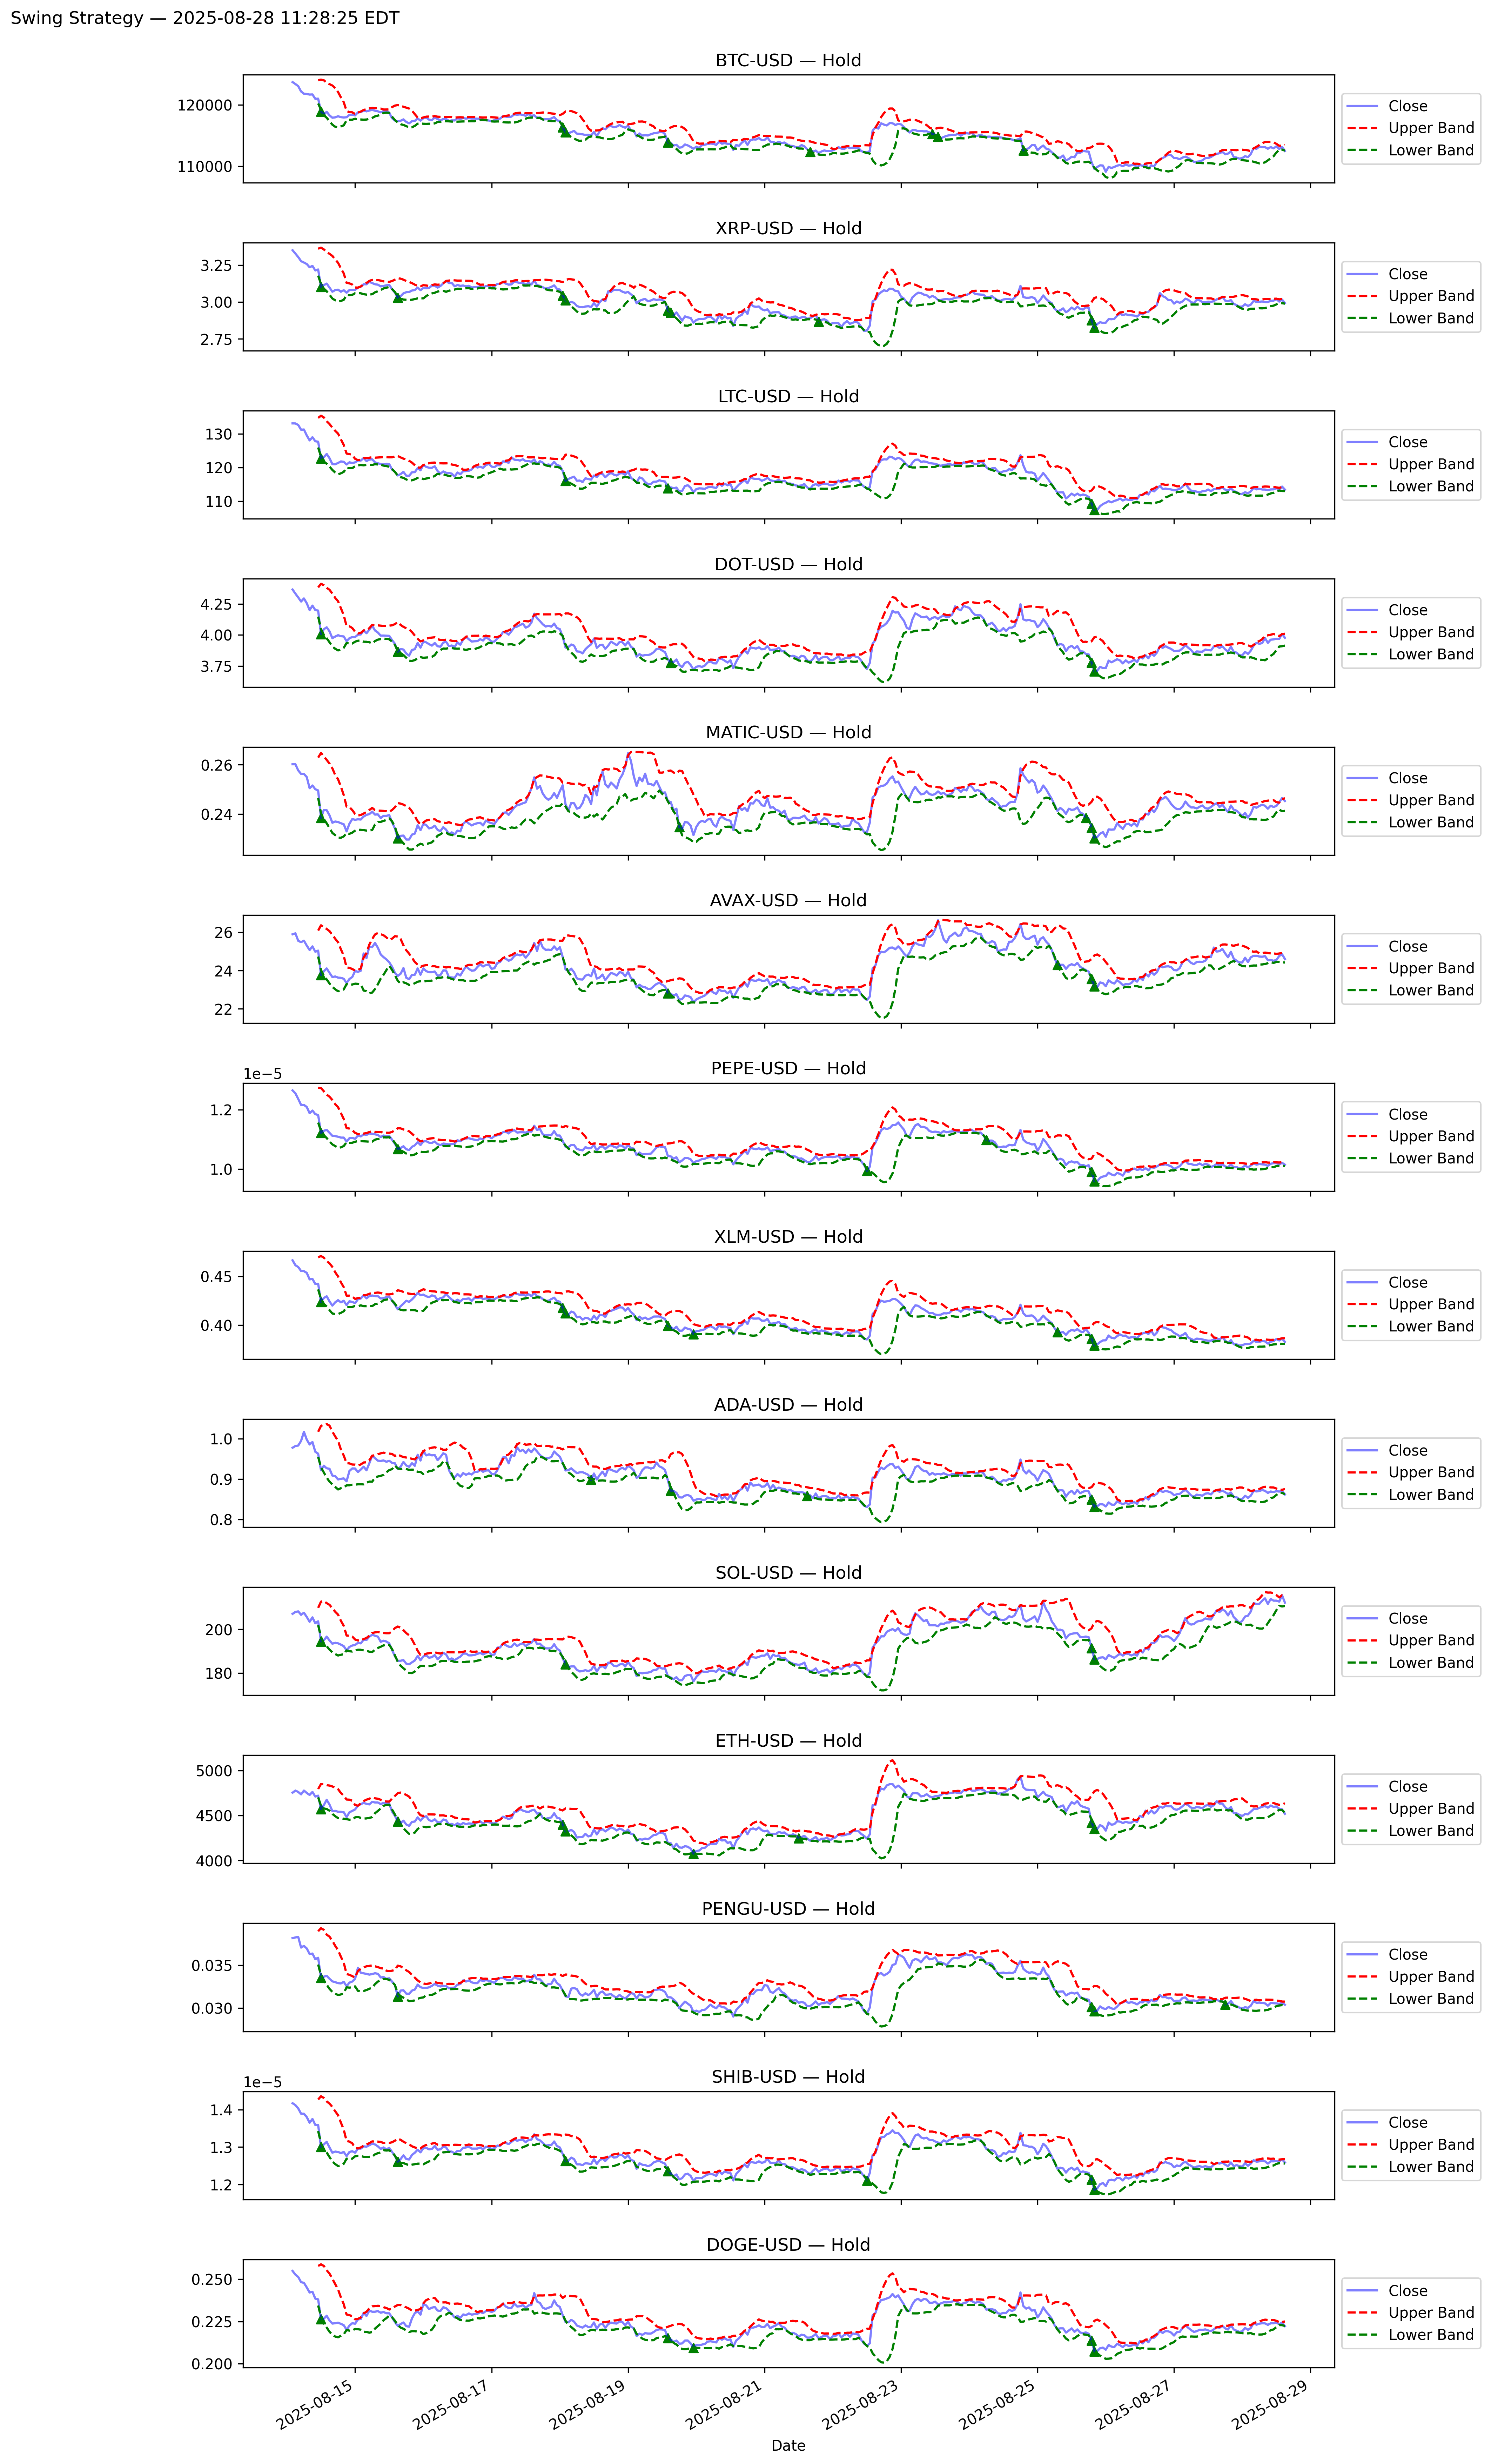 Swing Strategy — 2025-08-28 11:28:25 EDT
BTC-USD — Hold
120000
110000
Close
Upper Band
Lower Band
XRP-USD — Hold
3.25
3.00
2.75
Close
Upper Band
Lower Band
LTC-USD — Hold
130
120
110
Close
Upper Band
Lower Band
DOT-USD — Hold
4.25
4.00
3.75
Close
Upper Band
Lower Band
MATIC-USD — Hold
0.26
0.24
Close
Upper Band
Lower Band
AVAX-USD — Hold
26
24
22
Close
Upper Band
Lower Band
PEPE-USD — Hold
1e−5
1.2
1.0
Close
Upper Band
Lower Band
XLM-USD — Hold
0.45
0.40
Close
Upper Band
Lower Band
ADA-USD — Hold
1.0
0.9
0.8
Close
Upper Band
Lower Band
SOL-USD — Hold
200
180
Close
Upper Band
Lower Band
ETH-USD — Hold
5000
4500
4000
Close
Upper Band
Lower Band
PENGU-USD — Hold
0.035
0.030
Close
Upper Band
Lower Band
SHIB-USD — Hold
1e−5
1.4
1.3
1.2
Close
Upper Band
Lower Band
DOGE-USD — Hold
0.250
0.225
0.200
Close
Upper Band
Lower Band
2025-08-15
2025-08-17
2025-08-19
2025-08-21
2025-08-23
2025-08-25
2025-08-27
2025-08-29
Date